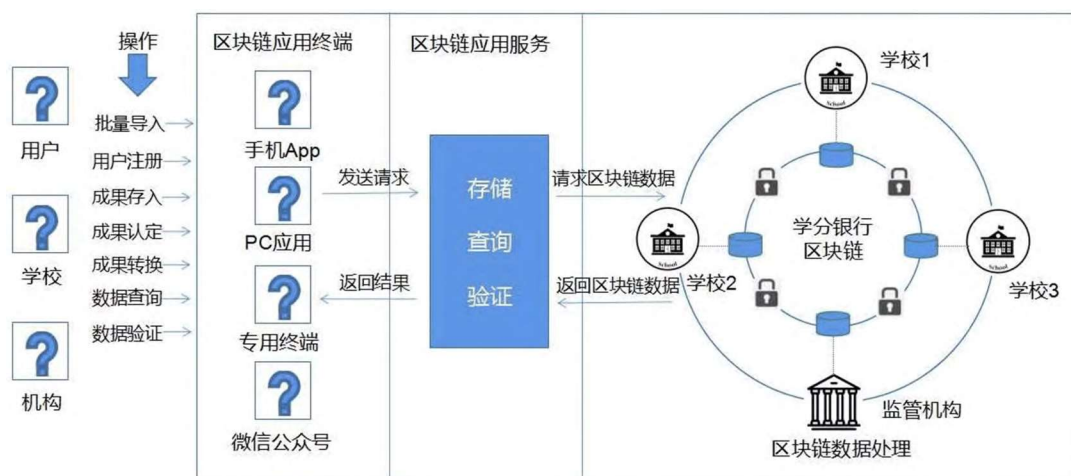 操作
用户
学校
机构
批量导入
用户注册
成果存入
成果认定
成果转换
数据查询
数据验证
区块链应用终端
手机App
PC应用
专用终端
微信公众号
发送请求
返回结果
区块链应用服务
存储
查询
验证
请求区块链数据
返回区块链数据
学校1
School
学校2
School
学校3
School
学分银行
区块链
监管机构
区块链数据处理